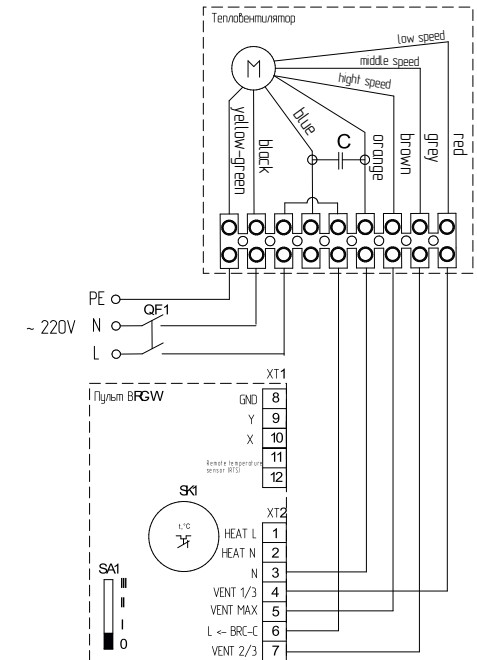 Тепловентилятор
low speed
middle speed
hight speed
M
yellow-green
black
blue
C
orange
brown
grey
red
PE
QF1
~ 220V
N
L
XT1
Пульт BRGW
GND 8
Y 9
X 10
11
Remote temperature
sensor (RTS)
12
SK1
t,°C
XT2
HEAT L 1
HEAT N 2
N 3
SA1
III
II
I
0
VENT 1/3 4
VENT MAX 5
L <- BRC-C 6
VENT 2/3 7